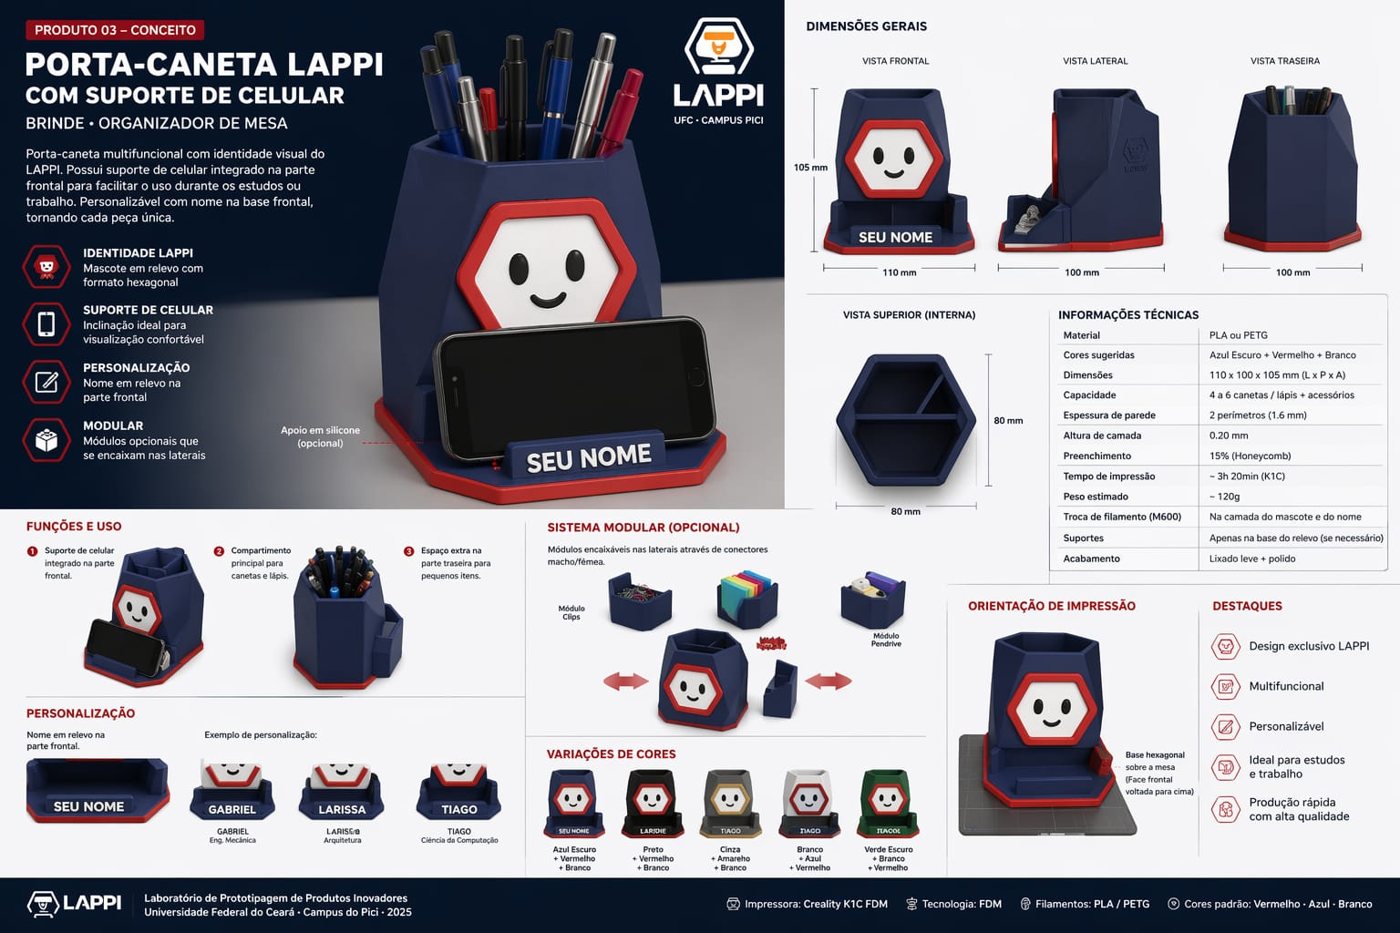 PRODUTO 03 – CONCEITO
PORTA-CANETA LAPPI
COM SUPORTE DE CELULAR
BRINDE • ORGANIZADOR DE MESA
Porta-caneta multifuncional com identidade visual do
LAPPI. Possui suporte de celular integrado na parte
frontal para facilitar o uso durante os estudos ou
trabalho. Personalizável com nome na base frontal,
tornando cada peça única.
IDENTIDADE LAPPI
Mascote em relevo com
formato hexagonal
SUPORTE DE CELULAR
Inclinação ideal para
visualização confortável
PERSONALIZAÇÃO
Nome em relevo na
parte frontal
MODULAR
Módulos opcionais que
se encaixam nas laterais
Apoio em silicone
(opcional)
SEU NOME
LAPPI
UFC • CAMPUS PICI
DIMENSÕES GERAIS
VISTA FRONTAL
VISTA LATERAL
VISTA TRASEIRA
105 mm
SEU NOME
110 mm
100 mm
100 mm
VISTA SUPERIOR (INTERNA)
80 mm
80 mm
INFORMAÇÕES TÉCNICAS
Material PLA ou PETG
Cores sugeridas Azul Escuro + Vermelho + Branco
Dimensões 110 x 100 x 105 mm (L x P x A)
Capacidade 4 a 6 canetas / lápis + acessórios
Espessura de parede 2 perímetros (1.6 mm)
Altura de camada 0.20 mm
Preenchimento 15% (Honeycomb)
Tempo de impressão ~ 3h 20min (K1C)
Peso estimado ~ 120g
Troca de filamento (M600) Na camada do mascote e do nome
Suportes Apenas na base do relevo (se necessário)
Acabamento Lixado leve + polido
FUNÇÕES E USO
1 Suporte de celular
integrado na parte
frontal.
2 Compartimento
principal para
canetas e lápis.
3 Espaço extra na
parte traseira para
pequenos itens.
PERSONALIZAÇÃO
Nome em relevo na
parte frontal.
Exemplo de personalização:
SEU NOME
GABRIEL
LARISSA
TIAGO
GABRIEL
Eng. Mecânica
Arquitetura
TIAGO
Ciência da Computação
SISTEMA MODULAR (OPCIONAL)
Módulos encaixáveis nas laterais através de conectores
macho/fêmea.
Módulo
Clips
Módulo
Pendrive
VARIAÇÕES DE CORES
SEU NOME
Azul Escuro
+ Vermelho
+ Branco
Preto
+ Vermelho
+ Branco
Cinza
+ Amareho
+ Branco
Branco
+ Azul
+ Vermelho
Verde Escuro
+ Branco
+ Vermelho
ORIENTAÇÃO DE IMPRESSÃO
Base hexagonal
sobre a mesa
(Face frontal
voltada para cima)
DESTAQUES
Design exclusivo LAPPI
Multifuncional
Personalizável
Ideal para estudos
e trabalho
Produção rápida
com alta qualidade
LAPPI
Laboratório de Prototipagem de Produtos Inovadores
Universidade Federal do Ceará • Campus do Pici • 2025
Impressora: Creality K1C FDM
Tecnologia: FDM
Filamentos: PLA / PETG
Cores padrão: Vermelho • Azul • Branco